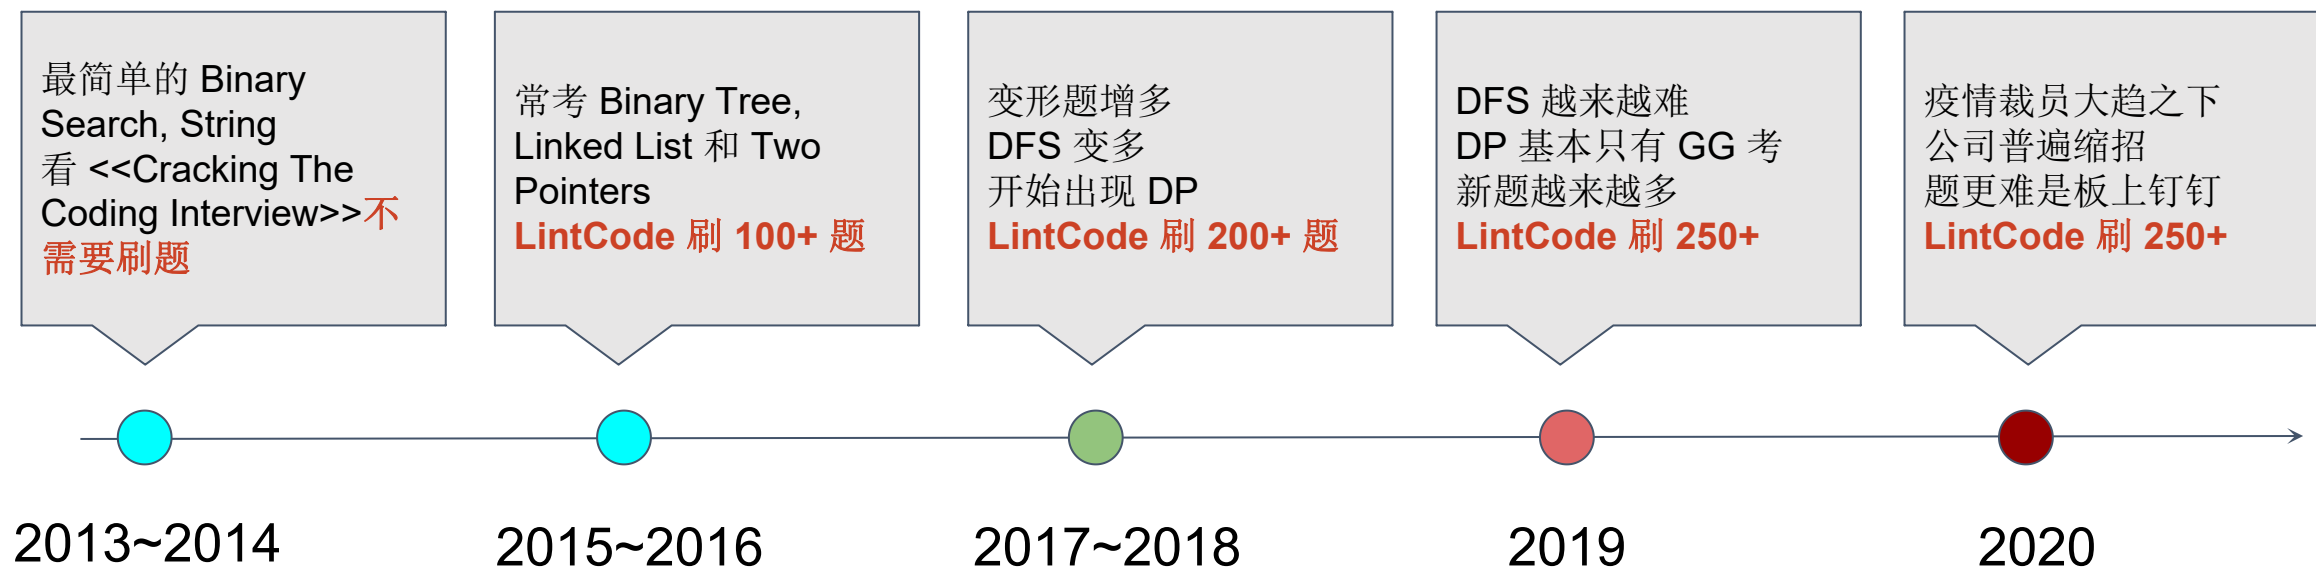 最简单的 Binary
Search, String
看 <<Cracking The
Coding Interview>>不
需要刷题
常考 Binary Tree,
Linked List 和 Two
Pointers
LintCode 刷 100+ 题
变形题增多
DFS 变多
开始出现 DP
LintCode 刷 200+ 题
DFS 越来越难
DP 基本只有 GG 考
新题越来越多
LintCode 刷 250+
疫情裁员大趋之下
公司普遍缩招
题更难是板上钉钉
LintCode 刷 250+
2013~2014
2015~2016
2017~2018
2019
2020